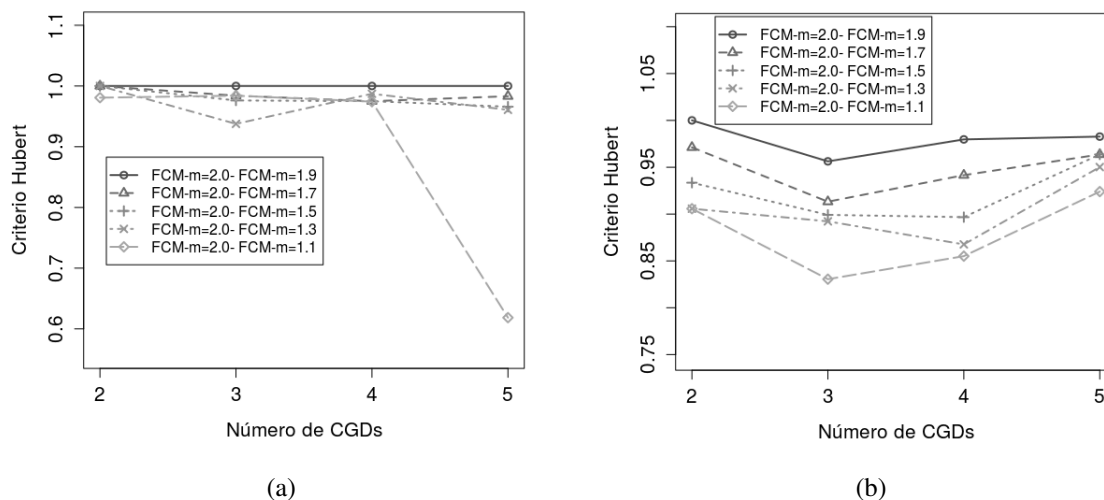 1.1
1.0
0.9
0.8
0.7
0.6
Criterio Hubert
FCM-m=2.0- FCM-m=1.9
FCM-m=2.0- FCM-m=1.7
FCM-m=2.0- FCM-m=1.5
FCM-m=2.0- FCM-m=1.3
FCM-m=2.0- FCM-m=1.1
2 3 4 5
Número de CGDs
(a)
1.05
0.95
0.85
0.75
Criterio Hubert
FCM-m=2.0- FCM-m=1.9
FCM-m=2.0- FCM-m=1.7
FCM-m=2.0- FCM-m=1.5
FCM-m=2.0- FCM-m=1.3
FCM-m=2.0- FCM-m=1.1
2 3 4 5
Número de CGDs
(b)